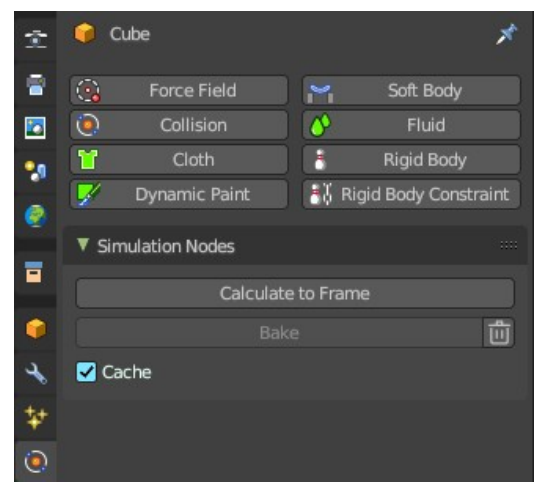 Cube
Force Field Soft Body
Collision Fluid
Cloth Rigid Body
Dynamic Paint Rigid Body Constraint
Simulation Nodes
Calculate to Frame
Bake
Cache